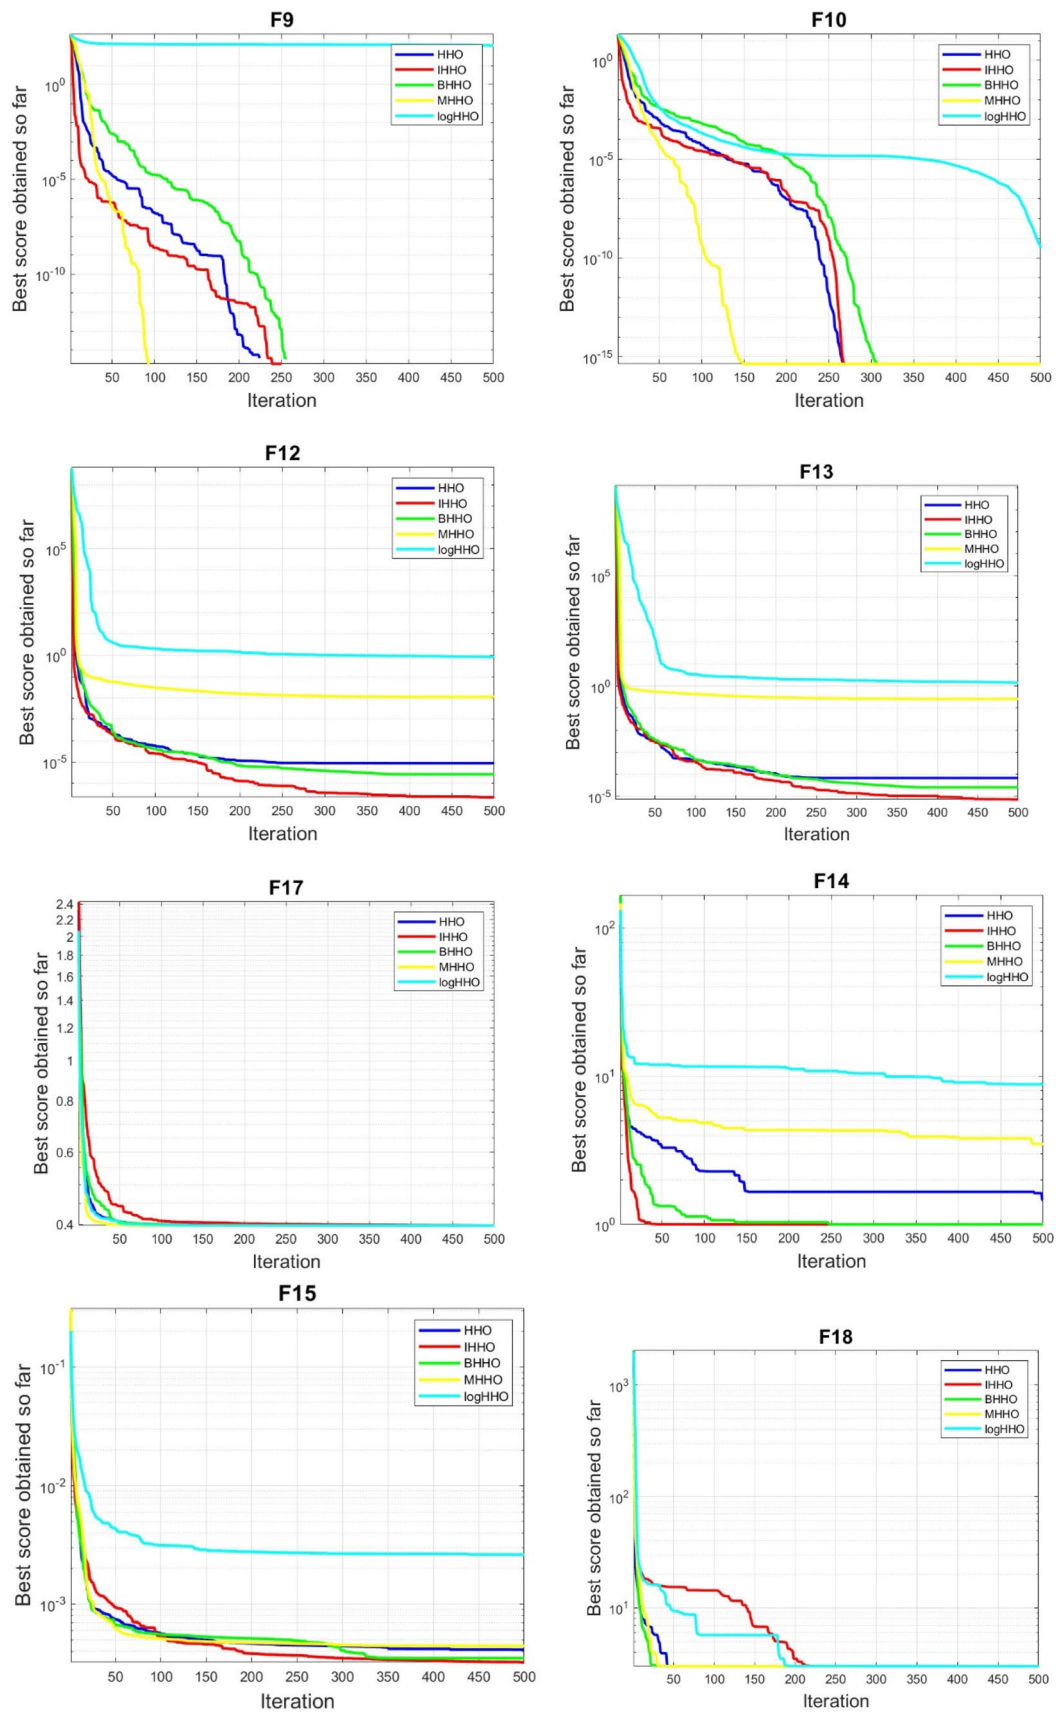 F9
Best score obtained so far
10^0
10^-5
10^-10
HHO
IHHO
BHHO
MHHO
logHHO
50 100 150 200 250 300 350 400 450 500
Iteration
F10
Best score obtained so far
10^0
10^-5
10^-10
10^-15
HHO
IHHO
BHHO
MHHO
logHHO
50 100 150 200 250 300 350 400 450 500
Iteration
F12
Best score obtained so far
10^5
10^0
10^-5
HHO
IHHO
BHHO
MHHO
logHHO
50 100 150 200 250 300 350 400 450 500
Iteration
F13
Best score obtained so far
10^5
10^0
10^-5
HHO
IHHO
BHHO
MHHO
logHHO
50 100 150 200 250 300 350 400 450 500
Iteration
F17
Best score obtained so far
2.4
2.2
2
1.8
1.6
1.4
1.2
1
0.8
0.6
0.4
HHO
IHHO
BHHO
MHHO
logHHO
50 100 150 200 250 300 350 400 450 500
Iteration
F14
Best score obtained so far
10^2
10^1
10^0
HHO
IHHO
BHHO
MHHO
logHHO
50 100 150 200 250 300 350 400 450 500
Iteration
F15
Best score obtained so far
10^-1
10^-2
10^-3
HHO
IHHO
BHHO
MHHO
logHHO
50 100 150 200 250 300 350 400 450 500
Iteration
F18
Best score obtained so far
10^3
10^2
10^1
HHO
IHHO
BHHO
MHHO
logHHO
50 100 150 200 250 300 350 400 450 500
Iteration